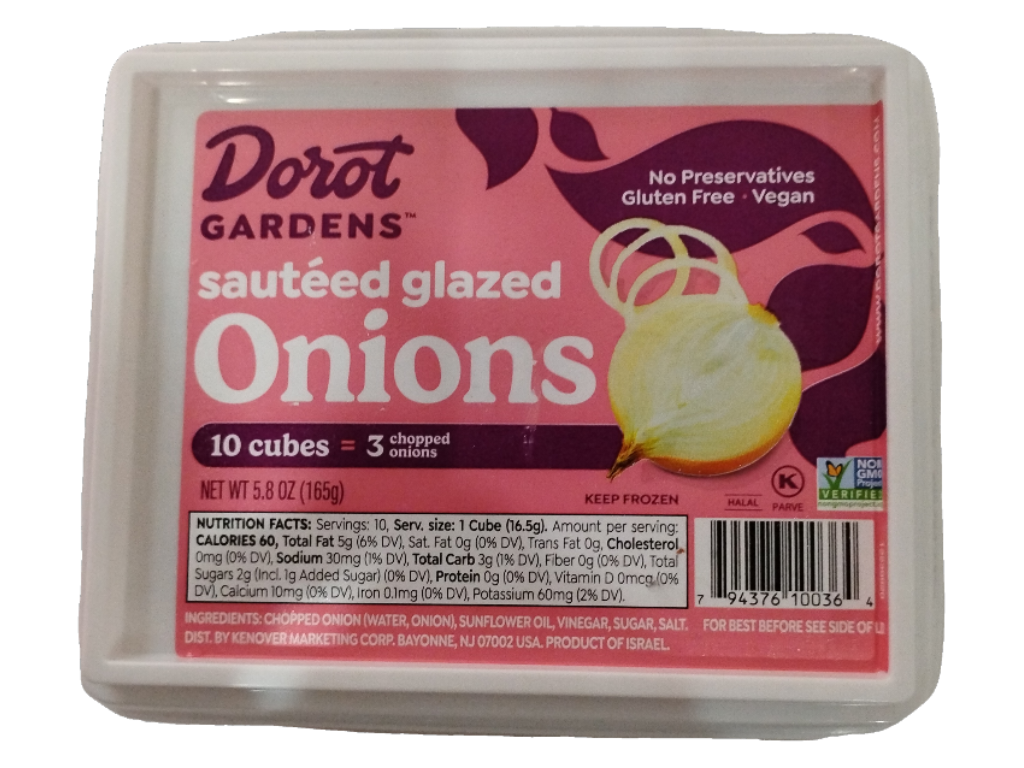 Dorot
GARDENS™
sautéed glazed
Onions
No Preservatives
Gluten Free · Vegan
10 cubes = 3 chopped onions
NET WT 5.8 OZ (165g)
KEEP FROZEN
HALAL
K
PARVE
NON
GMO
Project
VERIFIED
nongmoproject.o
WWW.DOROTGARDENS.COM
NUTRITION FACTS: Servings: 10, Serv. size: 1 Cube (16.5g). Amount per serving:
CALORIES 60, Total Fat 5g (6% DV), Sat. Fat 0g (0% DV), Trans Fat 0g, Cholesterol
0mg (0% DV), Sodium 30mg (1% DV), Total Carb 3g (1% DV), Fiber 0g (0% DV), Total
Sugars 2g (Incl. 1g Added Sugar) (0% DV), Protein 0g (0% DV), Vitamin D 0mcg (0%
DV), Calcium 10mg (0% DV), Iron 0.1mg (0% DV), Potassium 60mg (2% DV).
7 94376 10036 4
INGREDIENTS: CHOPPED ONION (WATER, ONION), SUNFLOWER OIL, VINEGAR, SUGAR, SALT.
DIST. BY KENOVER MARKETING CORP. BAYONNE, NJ 07002 USA. PRODUCT OF ISRAEL.
FOR BEST BEFORE SEE SIDE OF